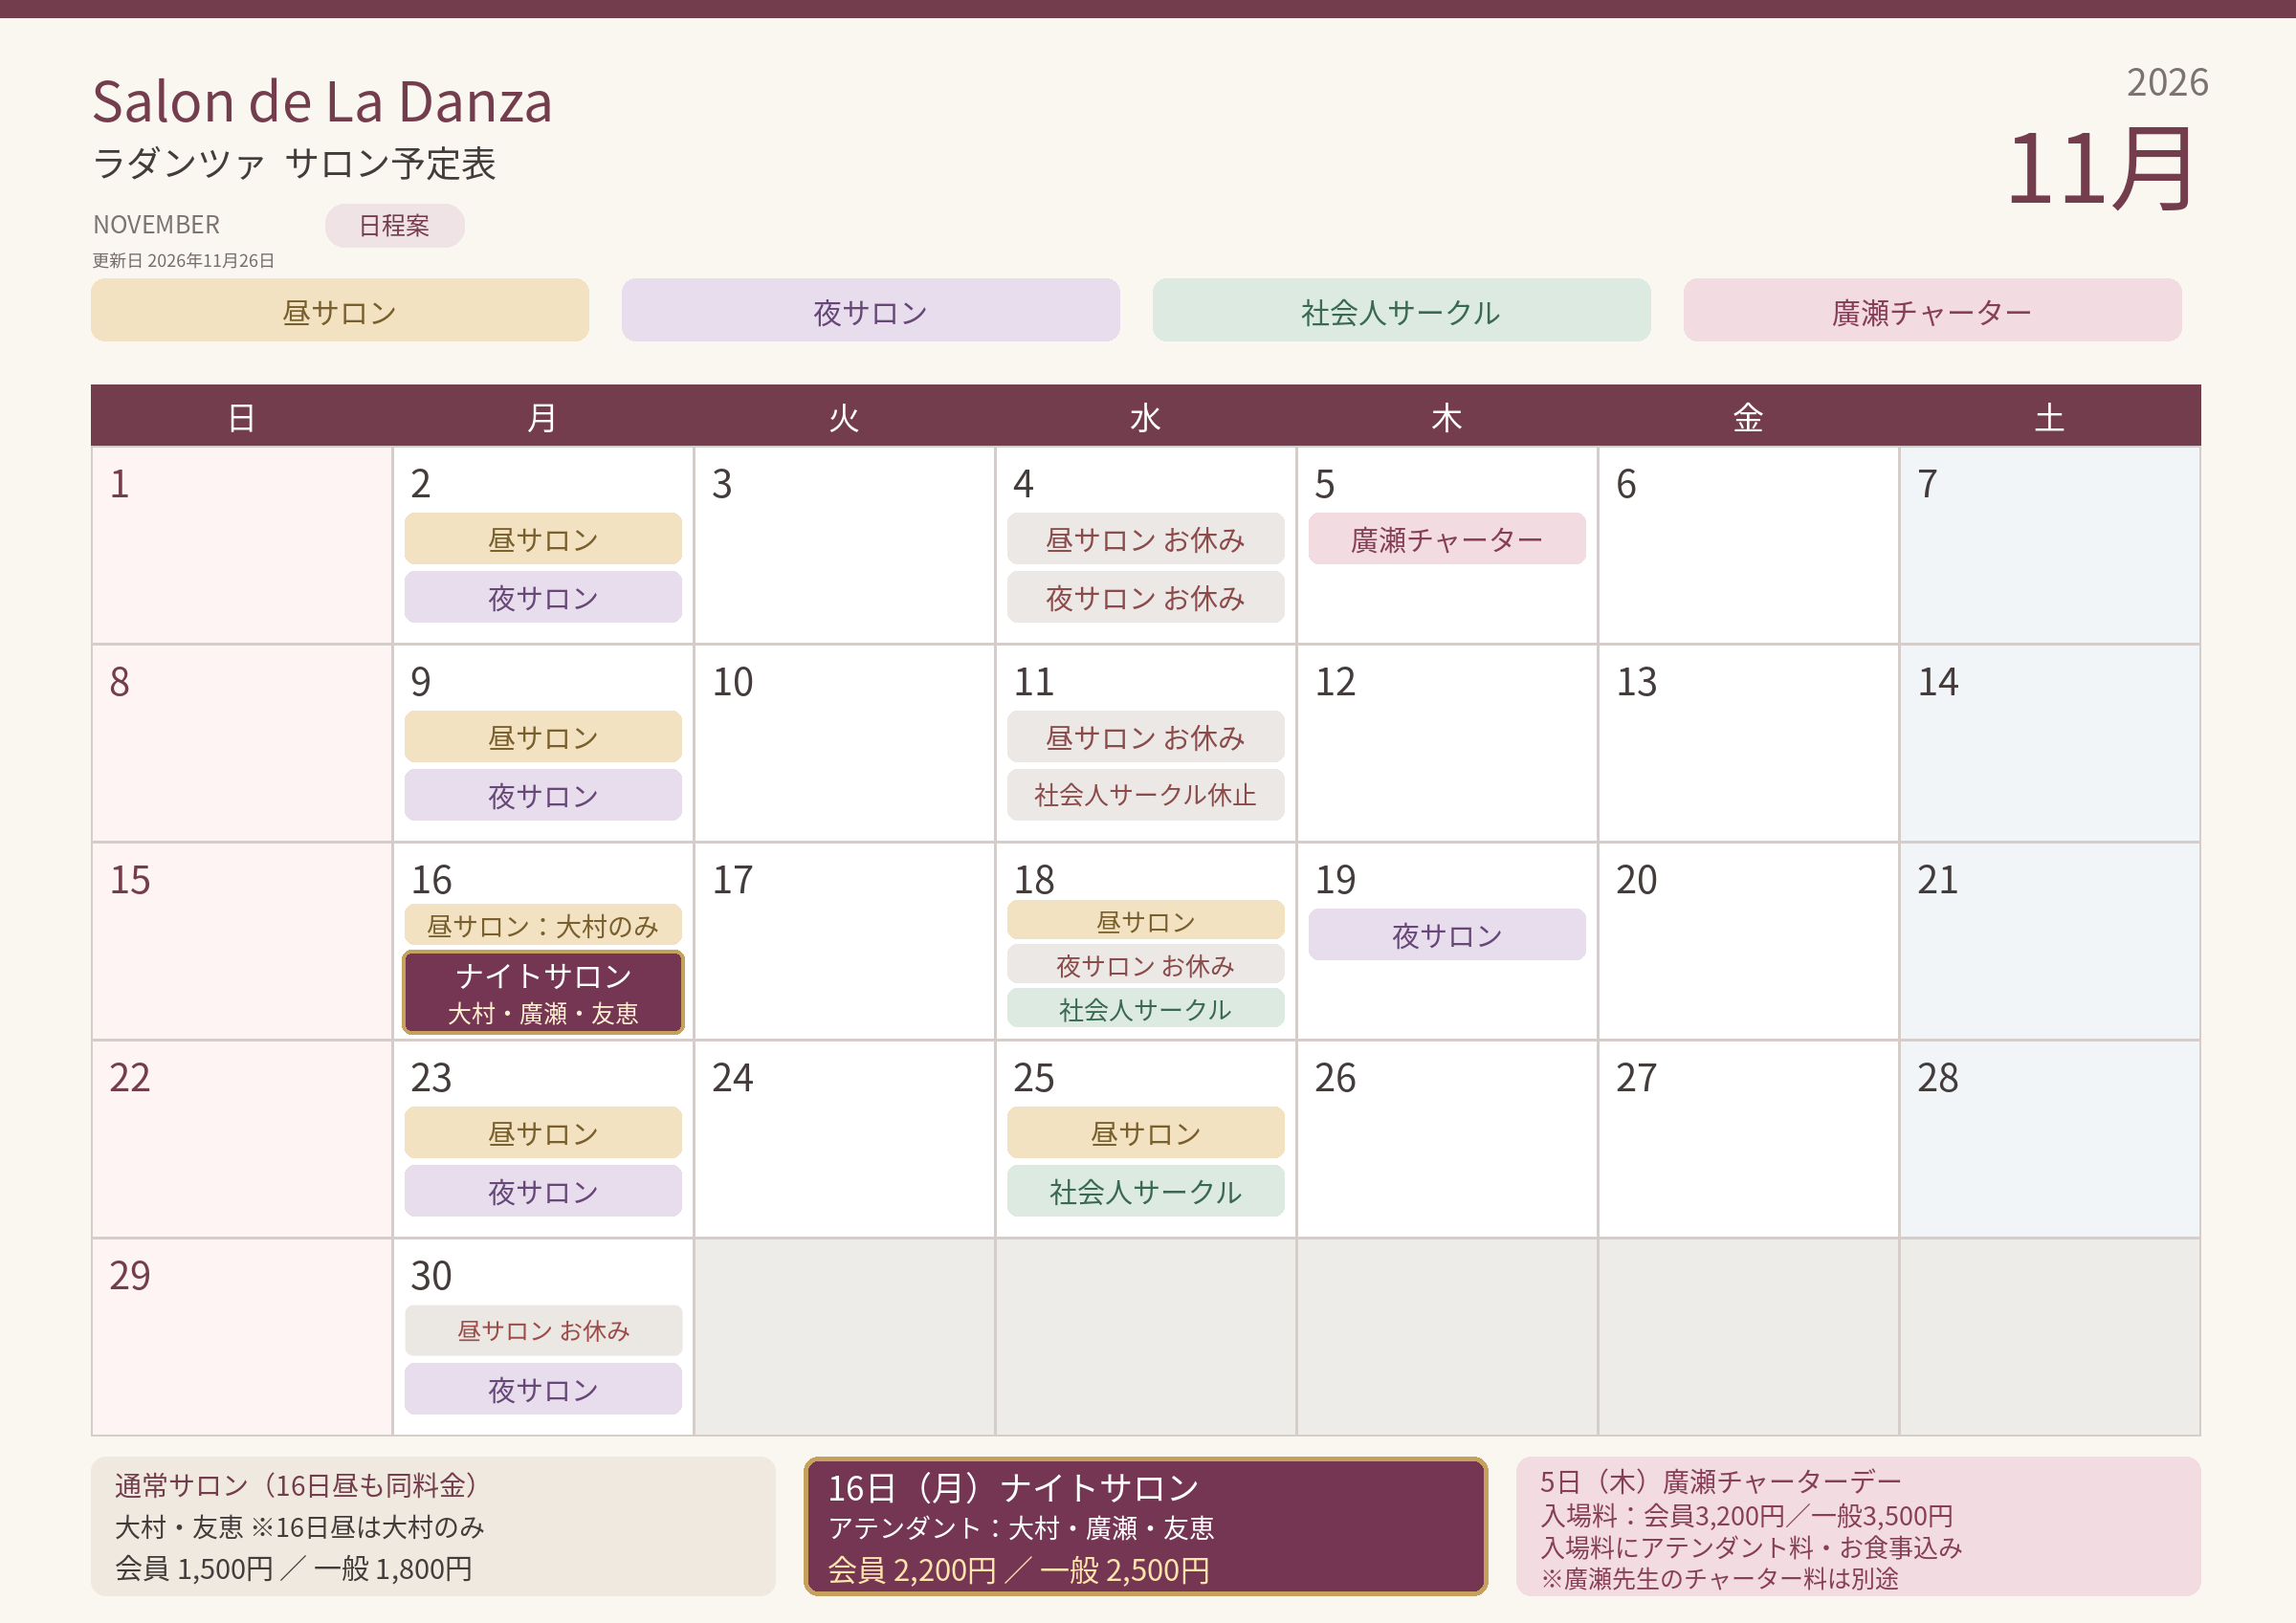 Salon de La Danza
ラダンツァ サロン予定表
NOVEMBER 日程案
更新日 2026年11月26日
2026
11月
昼サロン 夜サロン 社会人サークル 廣瀬チャーター
日 月 火 水 木 金 土
1 2 3 4 5 6 7
昼サロン 昼サロン お休み 廣瀬チャーター
夜サロン 夜サロン お休み
8 9 10 11 12 13 14
昼サロン 昼サロン お休み
夜サロン 社会人サークル休止
15 16 17 18 19 20 21
昼サロン：大村のみ 昼サロン 夜サロン
ナイトサロン 夜サロン お休み
大村・廣瀬・友恵 社会人サークル
22 23 24 25 26 27 28
昼サロン 昼サロン
夜サロン 社会人サークル
29 30
昼サロン お休み
夜サロン
通常サロン（16日昼も同料金）
大村・友恵 ※16日昼は大村のみ
会員 1,500円 ／ 一般 1,800円
16日（月）ナイトサロン
アテンダント：大村・廣瀬・友恵
会員 2,200円 ／ 一般 2,500円
5日（木）廣瀬チャーターデー
入場料：会員3,200円／一般3,500円
入場料にアテンダント料・お食事込み
※廣瀬先生のチャーター料は別途